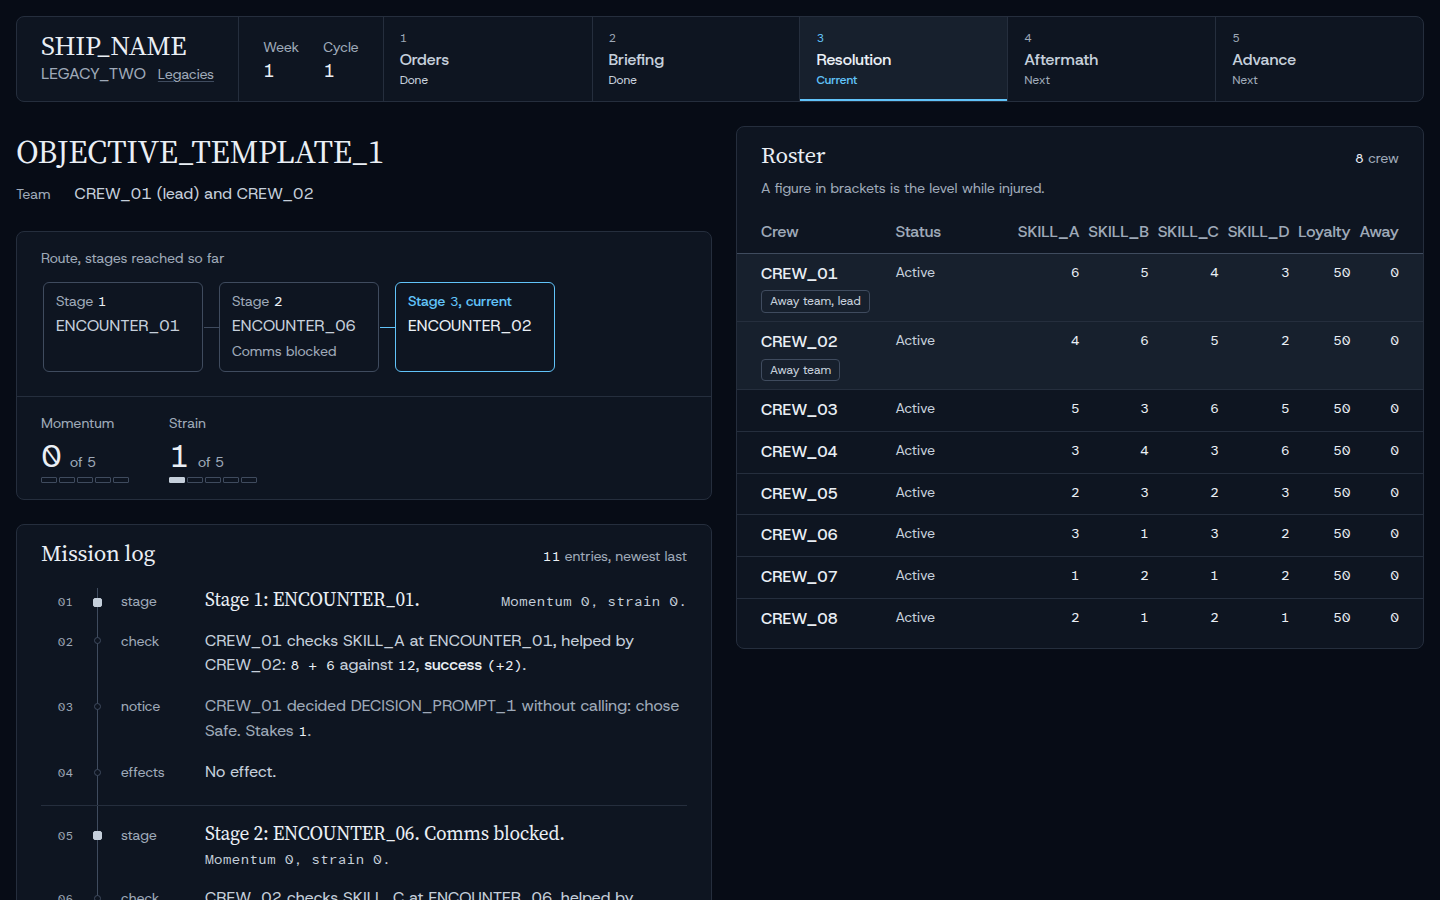 SHIP_NAME
LEGACY_TWO Legacies
Week Cycle
1 1
1
Orders
Done
2
Briefing
Done
3
Resolution
Current
4
Aftermath
Next
5
Advance
Next
OBJECTIVE_TEMPLATE_1
Team CREW_01 (lead) and CREW_02
Route, stages reached so far
Stage 1
ENCOUNTER_01
Stage 2
ENCOUNTER_06
Comms blocked
Stage 3, current
ENCOUNTER_02
Momentum Strain
0 of 5 1 of 5
Mission log 11 entries, newest last
01 stage Stage 1: ENCOUNTER_01. Momentum 0, strain 0.
02 check CREW_01 checks SKILL_A at ENCOUNTER_01, helped by
CREW_02: 8 + 6 against 12, success (+2).
03 notice CREW_01 decided DECISION_PROMPT_1 without calling: chose
Safe. Stakes 1.
04 effects No effect.
05 stage Stage 2: ENCOUNTER_06. Comms blocked.
Momentum 0, strain 0.
06 check CREW_02 checks SKILL_C at ENCOUNTER_06, helped by
Roster 8 crew
A figure in brackets is the level while injured.
Crew Status SKILL_A SKILL_B SKILL_C SKILL_D Loyalty Away
CREW_01 Active 6 5 4 3 50 0
Away team, lead
CREW_02 Active 4 6 5 2 50 0
Away team
CREW_03 Active 5 3 6 5 50 0
CREW_04 Active 3 4 3 6 50 0
CREW_05 Active 2 3 2 3 50 0
CREW_06 Active 3 1 3 2 50 0
CREW_07 Active 1 2 1 2 50 0
CREW_08 Active 2 1 2 1 50 0